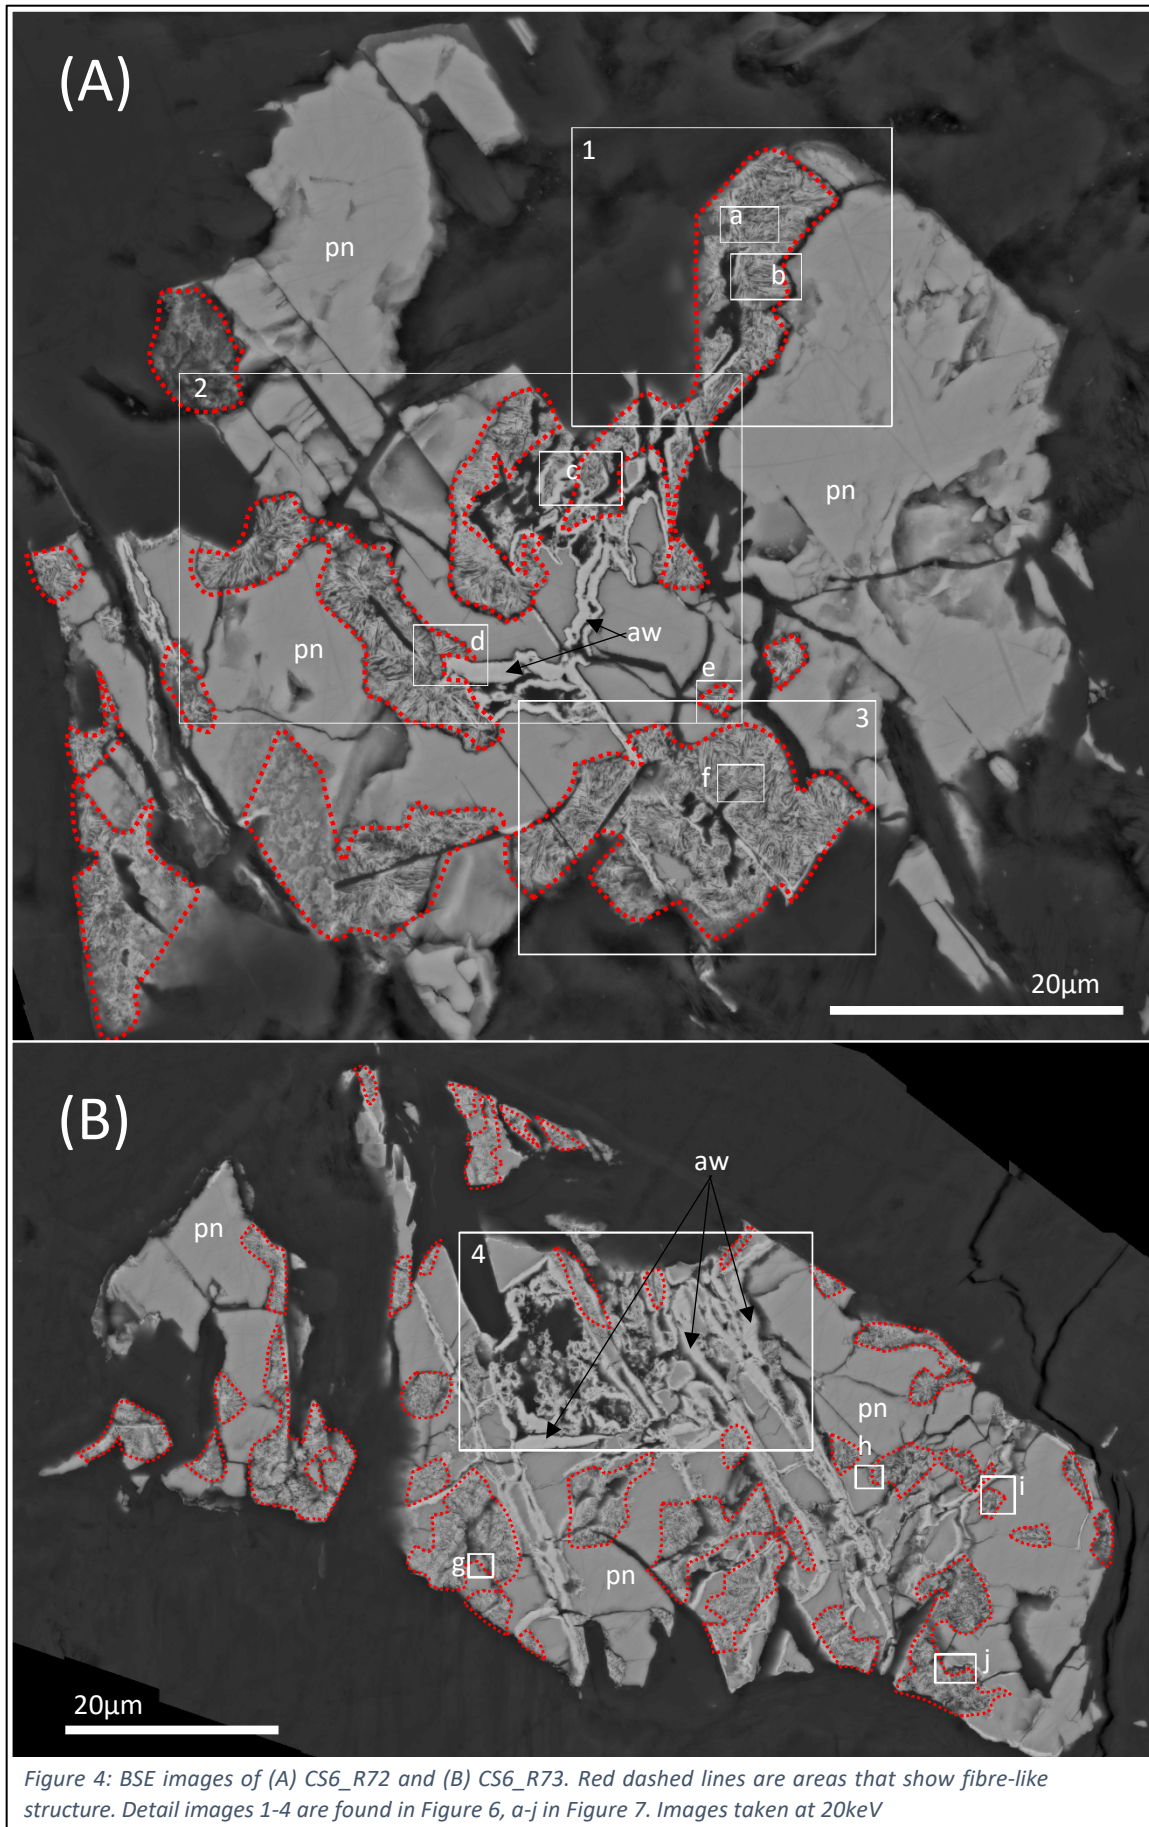 (A)
1
a
pn
b
2
c
pn
aw
pn
d
e
3
f
20µm
(B)
aw
pn
4
pn
h
i
g
pn
j
20µm
Figure 4: BSE images of (A) CS6_R72 and (B) CS6_R73. Red dashed lines are areas that show fibre-like
structure. Detail images 1-4 are found in Figure 6, a-j in Figure 7. Images taken at 20keV